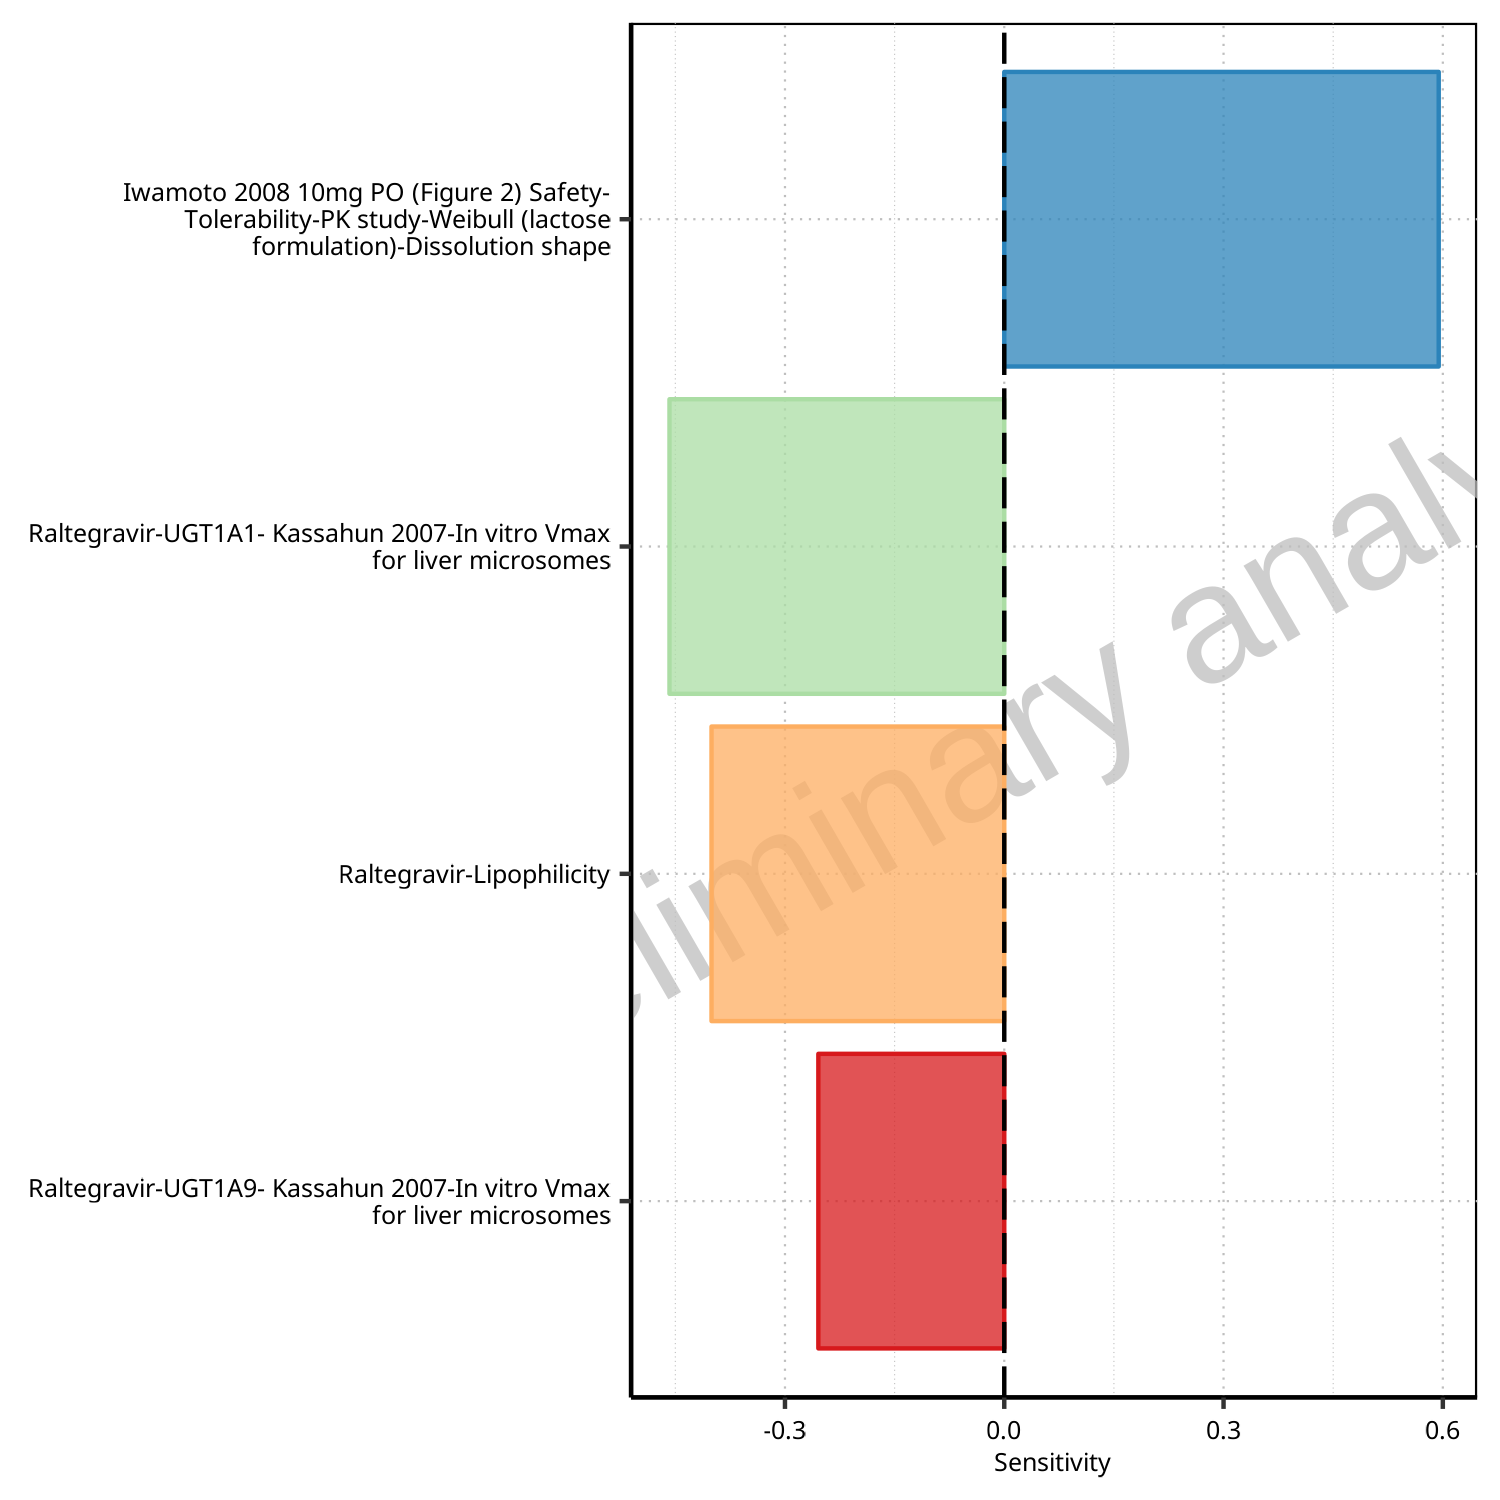 Iwamoto 2008 10mg PO (Figure 2) Safety-
Tolerability-PK study-Weibull (lactose
formulation)-Dissolution shape
Raltegravir-UGT1A1- Kassahun 2007-In vitro Vmax
for liver microsomes
Raltegravir-Lipophilicity
Raltegravir-UGT1A9- Kassahun 2007-In vitro Vmax
for liver microsomes
-0.3 0.0 0.3 0.6
Sensitivity